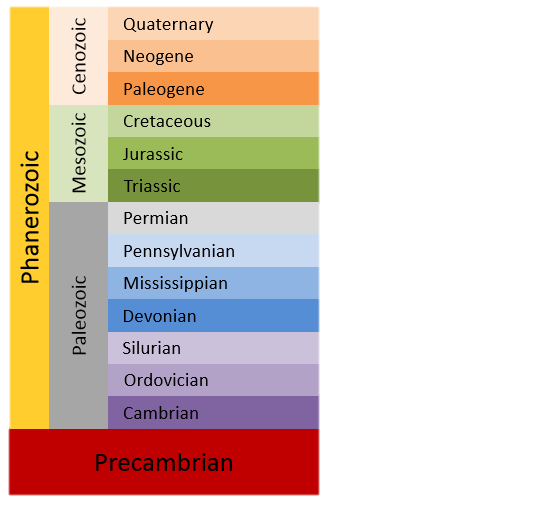 Phanerozoic
Cenozoic
Quaternary
Neogene
Paleogene
Mesozoic
Cretaceous
Jurassic
Triassic
Paleozoic
Permian
Pennsylvanian
Mississippian
Devonian
Silurian
Ordovician
Cambrian
Precambrian